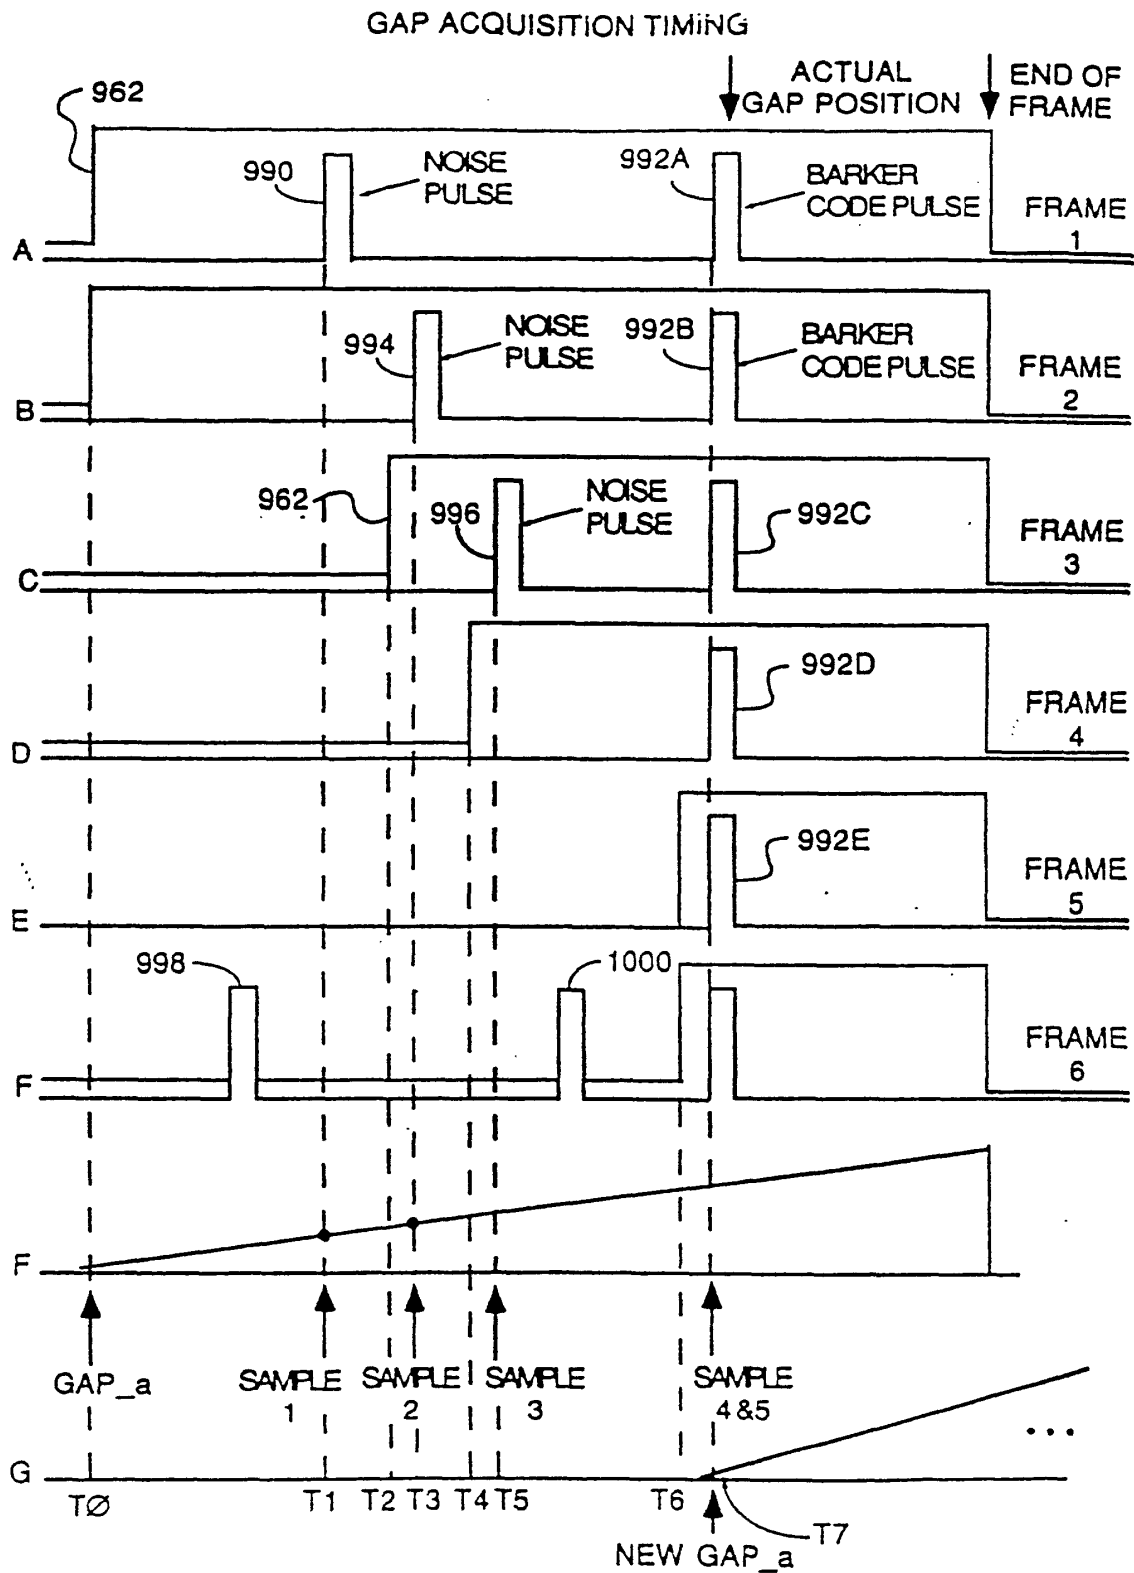 GAP ACQUISITION TIMING
ACTUAL
GAP POSITION
END OF
FRAME
962
990
NOISE
PULSE
992A
BARKER
CODE PULSE
FRAME
1
A
994
NOISE
PULSE
992B
BARKER
CODE PULSE
FRAME
2
B
962
996
NOISE
PULSE
992C
FRAME
3
C
992D
FRAME
4
D
992E
FRAME
5
E
998
1000
FRAME
6
F
F
GAP_a
SAMPLE
1
SAMPLE
2
SAMPLE
3
SAMPLE
4 &5
...
G
TØ
T1
T2
T3
T4
T5
T6
T7
NEW GAP_a